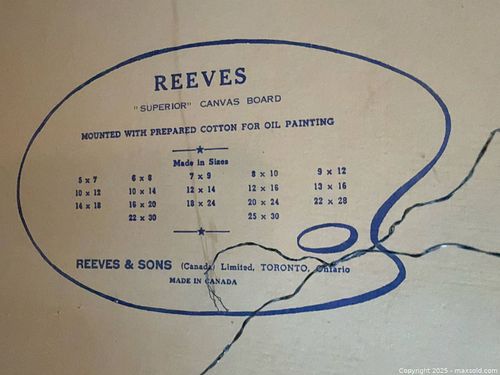 REEVES
"SUPERIOR" CANVAS BOARD
MOUNTED WITH PREPARED COTTON FOR OIL PAINTING
Made in Sizes
5 x 7 6 x 8 7 x 9 8 x 10 9 x 12
10 x 12 10 x 14 12 x 14 12 x 16 13 x 16
14 x 18 16 x 20 18 x 24 20 x 24 22 x 28
22 x 30 25 x 30
REEVES & SONS (Canada) Limited, TORONTO, Ontario
MADE IN CANADA
Copyright 2025 - maxsold.com